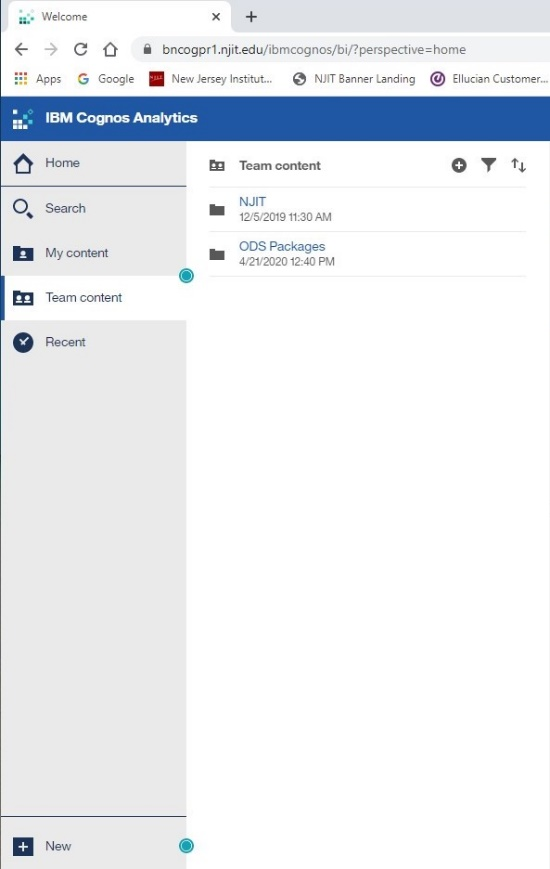 Welcome
bncogpr1.njit.edu/ibmcognos/bi/?perspective=home
Apps Google New Jersey Institut... NJIT Banner Landing Ellucian Customer...
IBM Cognos Analytics
Home
Search
My content
Team content
Recent
New
Team content
NJIT
12/5/2019 11:30 AM
ODS Packages
4/21/2020 12:40 PM